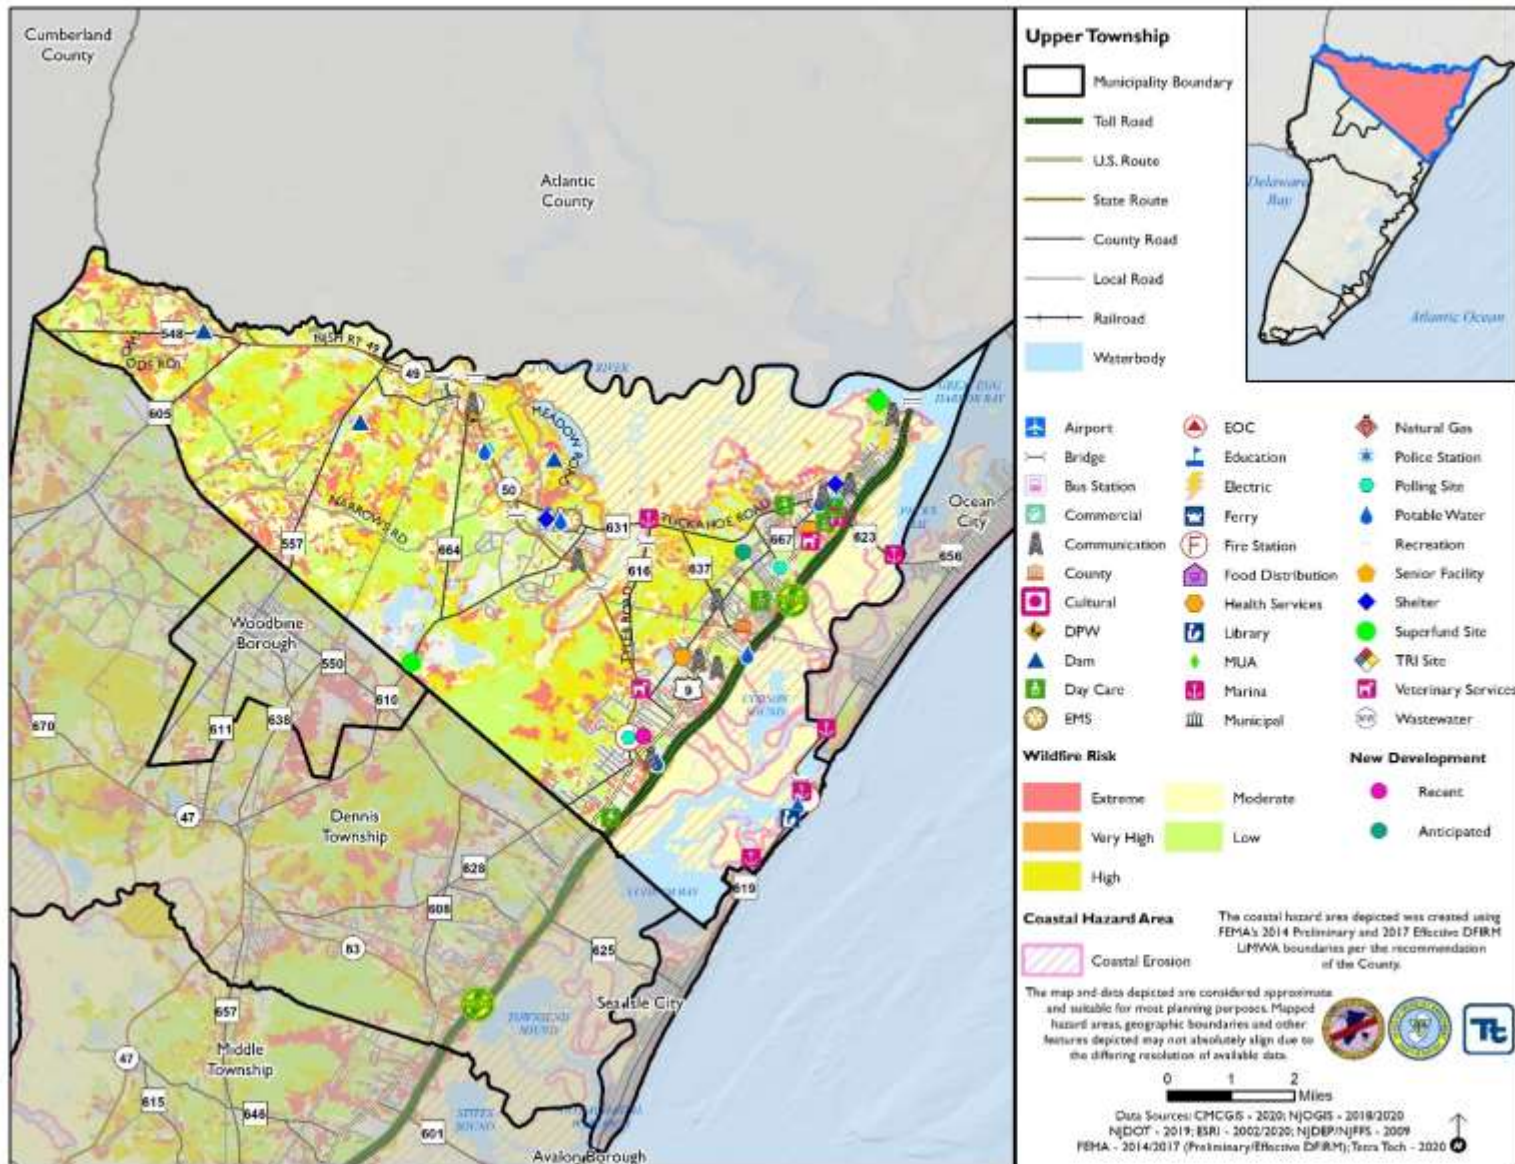 Cumberland
County
Atlantic
County
548
NJSH RT 49
49
605
MEADOW ROAD
NARROWS RD
50
557
664
631
TUCKAHOE ROAD
616
637
667
623
656
Ocean
City
Woodbine
Borough
550
610
638
611
670
9
47
Dennis
Township
628
608
83
619
625
Sea Isle City
TOWNSEND
SOUND
657
47
Middle
Township
615
646
601
Avalon Borough
Upper Township
Municipality Boundary
Toll Road
U.S. Route
State Route
County Road
Local Road
Railroad
Waterbody
Delaware
Bay
Atlantic Ocean
Airport
Bridge
Bus Station
Commercial
Communication
County
Cultural
DPW
Dam
Day Care
EMS
EOC
Education
Electric
Ferry
Fire Station
Food Distribution
Health Services
Library
MUA
Marina
Municipal
Natural Gas
Police Station
Polling Site
Potable Water
Recreation
Senior Facility
Shelter
Superfund Site
TRI Site
Veterinary Services
Wastewater
Wildfire Risk
Extreme
Very High
High
Moderate
Low
New Development
Recent
Anticipated
Coastal Hazard Area
Coastal Erosion
The coastal hazard area depicted was created using
FEMA's 2014 Preliminary and 2017 Effective DFIRM
LiMWA boundaries per the recommendation
of the County.
The map and data depicted are considered approximate
and suitable for most planning purposes. Mapped
hazard areas, geographic boundaries and other
features depicted may not absolutely align due to
the differing resolution of available data.
Tt
0 1 2
Miles
Data Sources: CMCGIS - 2020; NJOGIS - 2018/2020
NJDOT - 2019; ESRI - 2002/2020; NJDEP/NJFFS - 2009
FEMA - 2014/2017 (Preliminary/Effective DFIRM); Tetra Tech - 2020
N